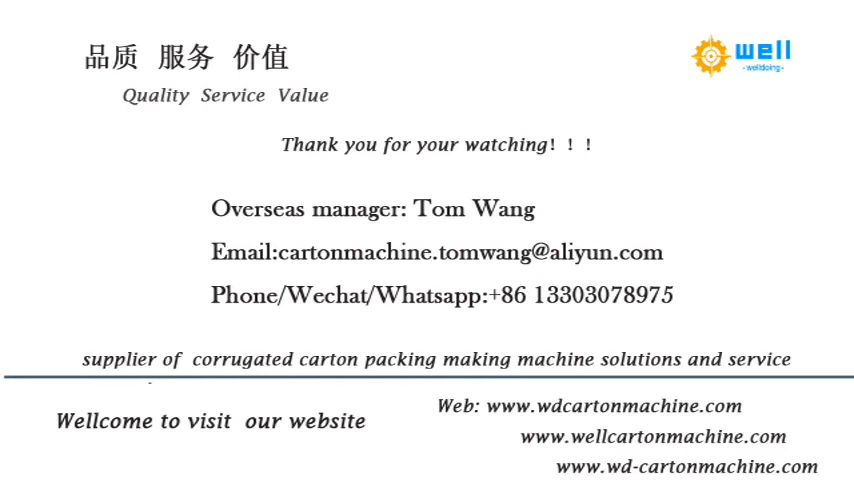 品质 服务 价值
well
Quality Service Value
-welldoing-
Thank you for your watching！！！
Overseas manager: Tom Wang
Email:cartonmachine.tomwang@aliyun.com
Phone/Wechat/Whatsapp:+86 13303078975
supplier of corrugated carton packing making machine solutions and service
Wellcome to visit our website
Web: www.wdcartonmachine.com
www.wellcartonmachine.com
www.wd-cartonmachine.com